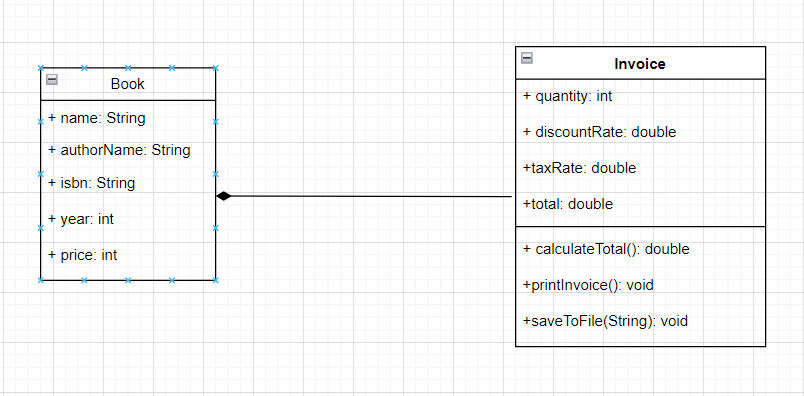 Book
+ name: String
+ authorName: String
+ isbn: String
+ year: int
+ price: int
Invoice
+ quantity: int
+ discountRate: double
+taxRate: double
+total: double
+ calculateTotal(): double
+printInvoice(): void
+saveToFile(String): void